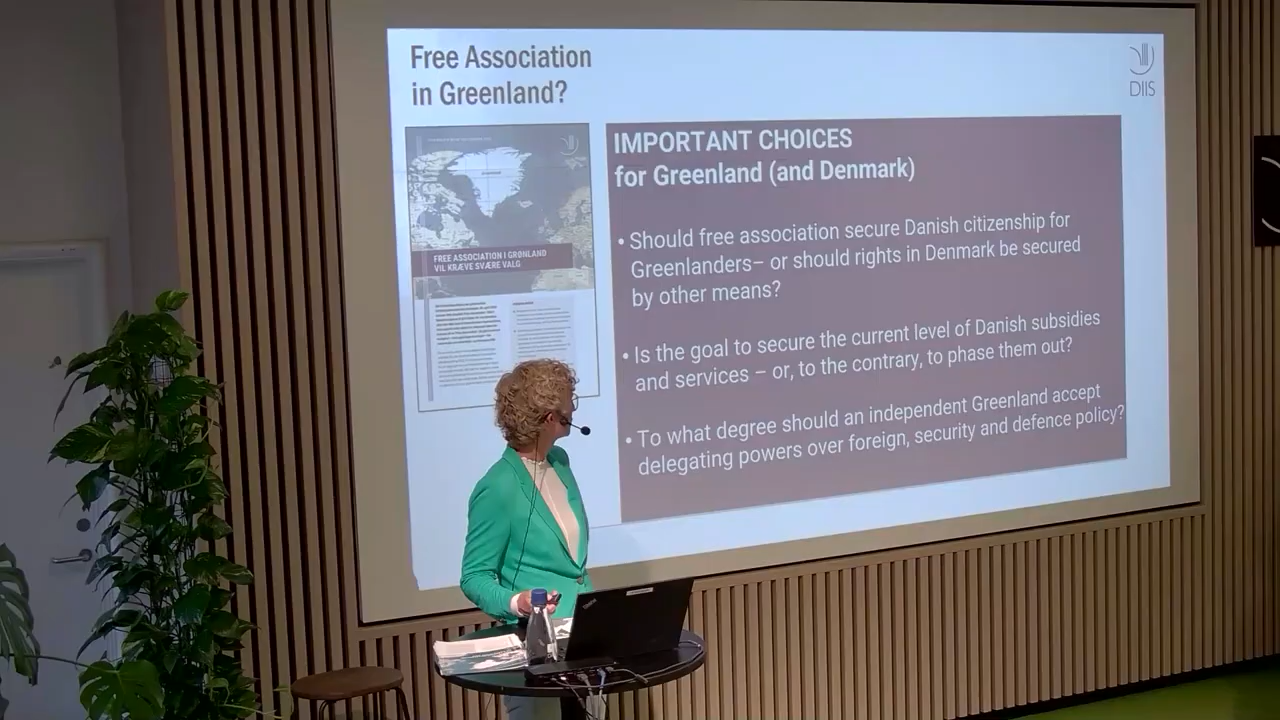 Free Association
in Greenland?
DIIS
FREE ASSOCIATION I GRØNLAND
VIL KRÆVE SVÆRE VALG
IMPORTANT CHOICES
for Greenland (and Denmark)
• Should free association secure Danish citizenship for
Greenlanders– or should rights in Denmark be secured
by other means?
• Is the goal to secure the current level of Danish subsidies
and services – or, to the contrary, to phase them out?
• To what degree should an independent Greenland accept
delegating powers over foreign, security and defence policy?